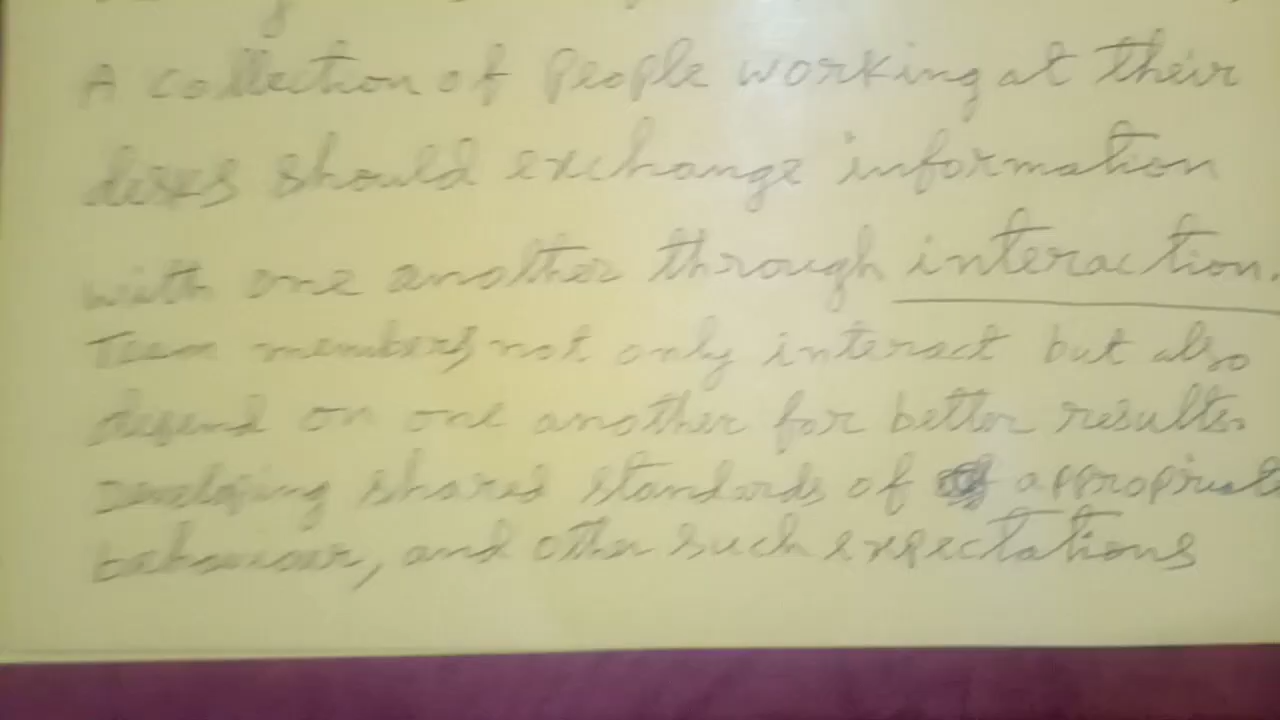 A collection of People working at their
desks should exchange information
with one another through interaction.
Team members not only interact but also
depend on one another for better results.
Developing shared standards of appropriat
behaviour, and other such expectations